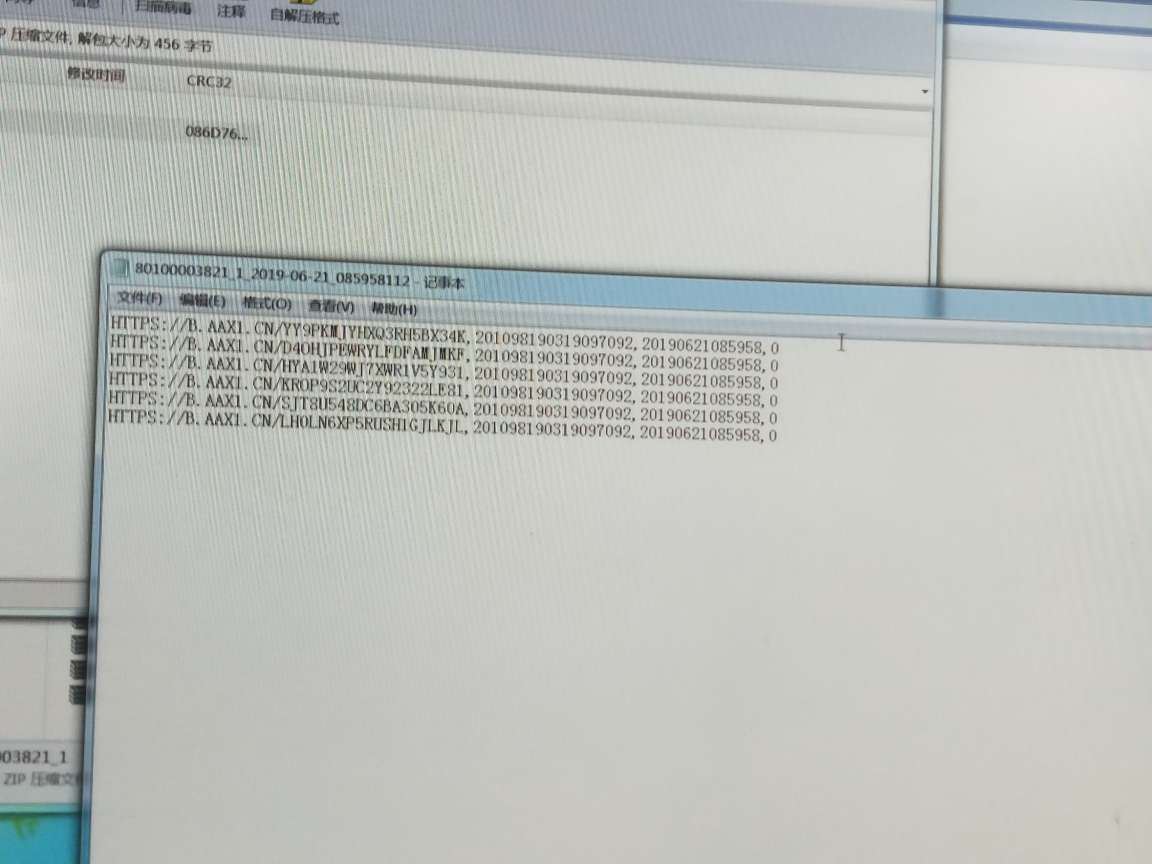 信息 扫描病毒 注释 自解压格式
P 压缩文件, 解包大小为 456 字节
修改时间 CRC32
086D76...
80100003821_1_2019-06-21_085958112 - 记事本
文件(F) 编辑(E) 格式(O) 查看(V) 帮助(H)
HTTPS://B.AAX1.CN/YY9PKMJYHXQ3RH5BX34K,201098190319097092,20190621085958,0
HTTPS://B.AAX1.CN/D4OHJPEWRYLFDFAMJMKF,201098190319097092,20190621085958,0
HTTPS://B.AAX1.CN/HYA1W29WJ7XWR1V5Y931,201098190319097092,20190621085958,0
HTTPS://B.AAX1.CN/KROP9S2UC2Y92322LE81,201098190319097092,20190621085958,0
HTTPS://B.AAX1.CN/SJT8U548DC6BA305K60A,201098190319097092,20190621085958,0
HTTPS://B.AAX1.CN/LHOLN6XP5RUSH1GJLKJL,201098190319097092,20190621085958,0
003821_1
ZIP 压缩文件